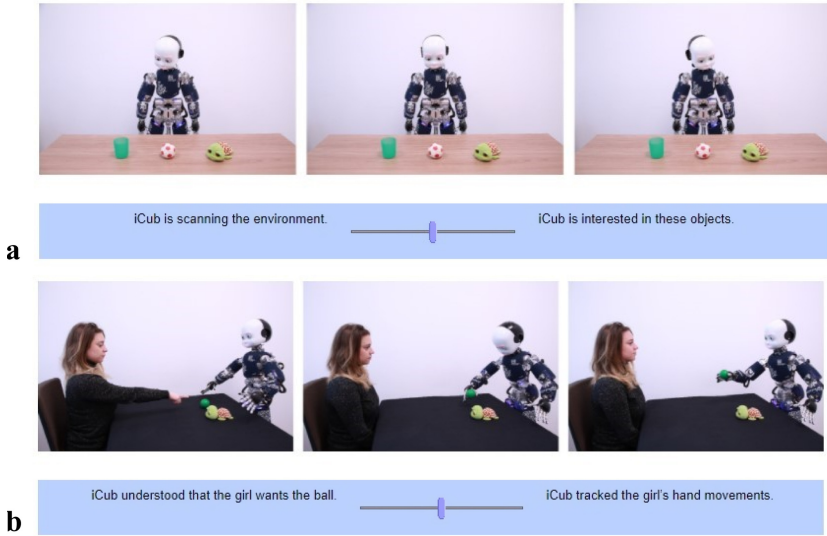 iCub is scanning the environment. iCub is interested in these objects.
a
iCub understood that the girl wants the ball. iCub tracked the girl's hand movements.
b